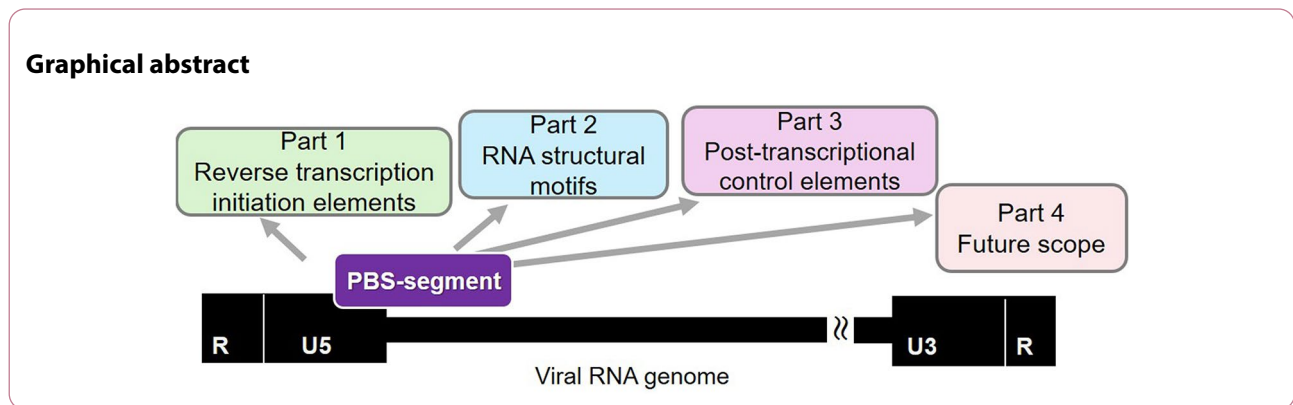 Graphical abstract
Part 1
Reverse transcription
initiation elements
Part 2
RNA structural
motifs
Part 3
Post-transcriptional
control elements
Part 4
Future scope
PBS-segment
R U5 U3 R
Viral RNA genome